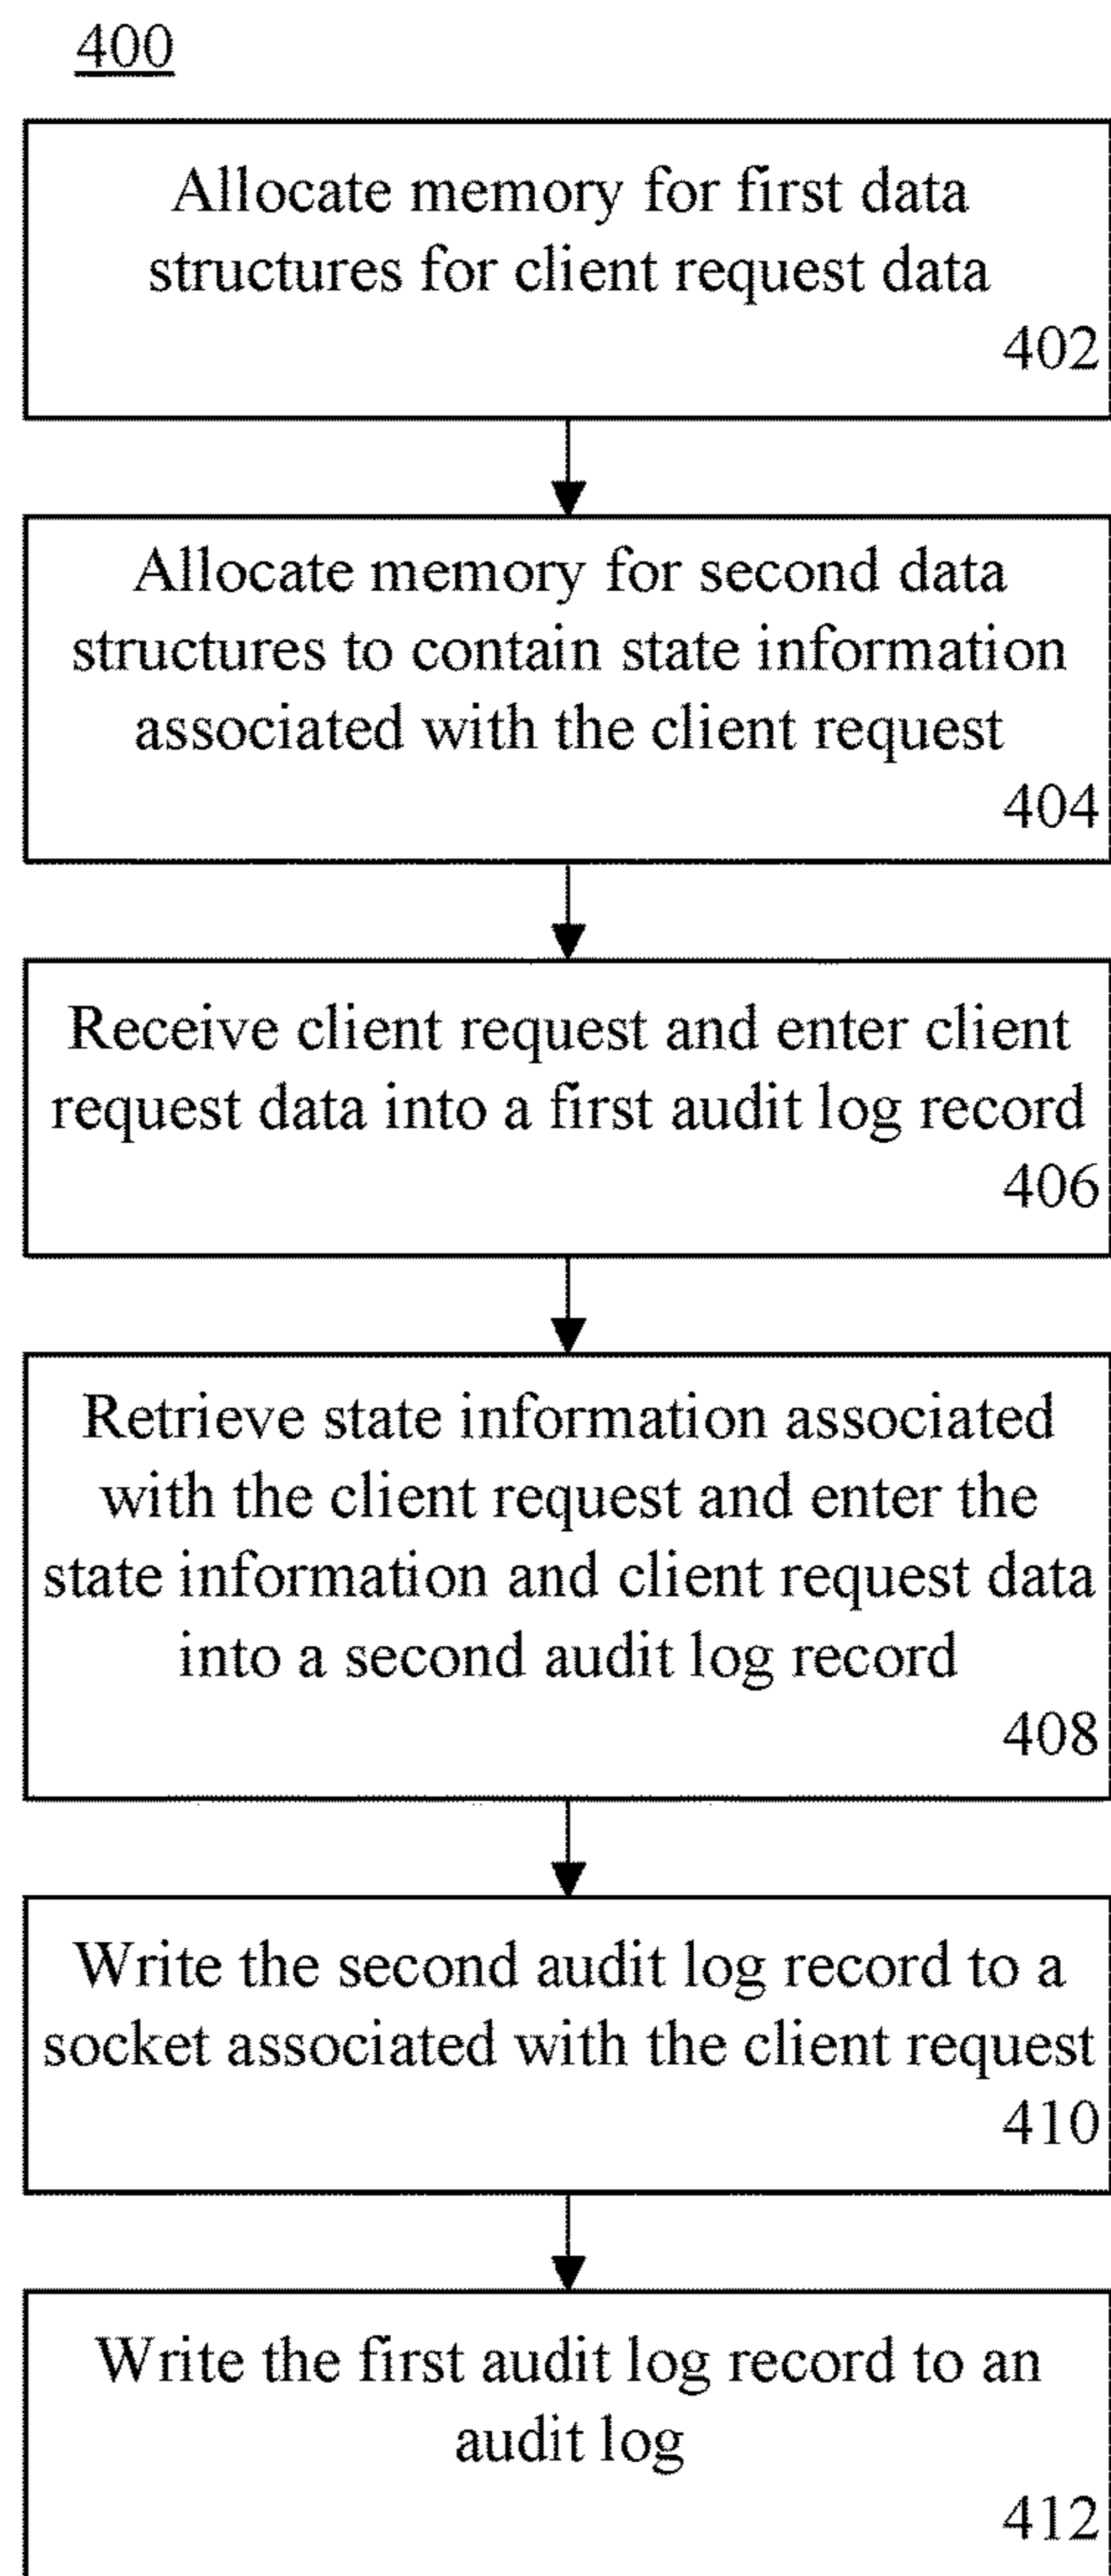 400
Allocate memory for first data
structures for client request data
402
Allocate memory for second data
structures to contain state information
associated with the client request
404
Receive client request and enter client
request data into a first audit log record
406
Retrieve state information associated
with the client request and enter the
state information and client request data
into a second audit log record
408
Write the second audit log record to a
socket associated with the client request
410
Write the first audit log record to an
audit log
412